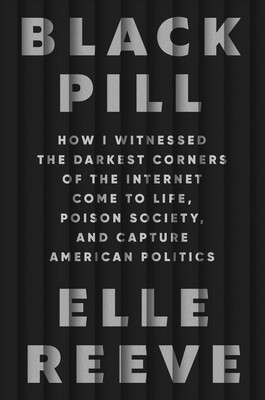 BLACK
PILL
HOW I WITNESSED
THE DARKEST CORNERS
OF THE INTERNET
COME TO LIFE,
POISON SOCIETY,
AND CAPTURE
AMERICAN POLITICS
ELLE
REEVE